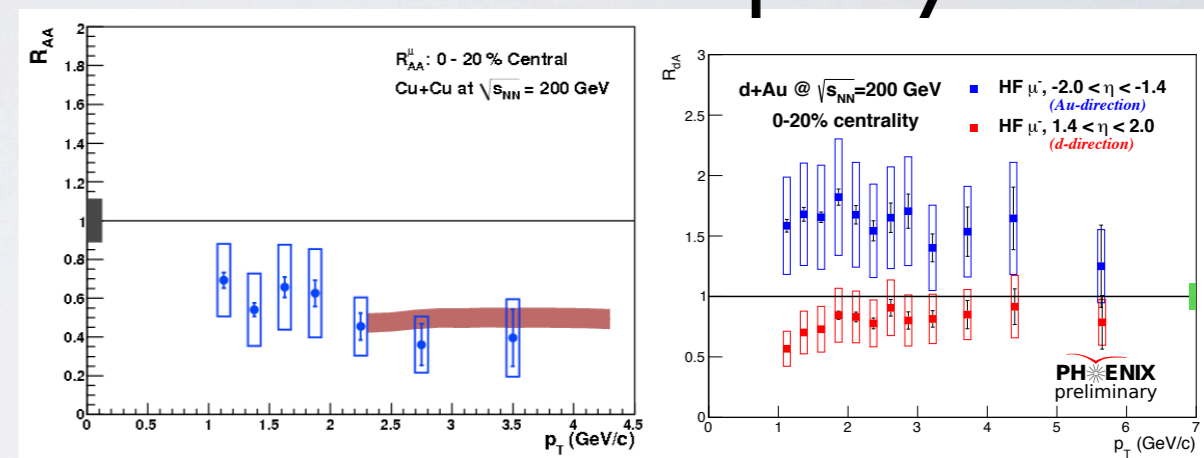 R_AA
R^μ_AA: 0 - 20 % Central
Cu+Cu at √s_NN = 200 GeV
2
1.8
1.6
1.4
1.2
1
0.8
0.6
0.4
0.2
0
0 0.5 1 1.5 2 2.5 3 3.5 4 4.5
p_T (GeV/c)
R_dA
d+Au @ √s_NN=200 GeV
0-20% centrality
HF μ⁻, -2.0 < η < -1.4
(Au-direction)
HF μ⁻, 1.4 < η < 2.0
(d-direction)
3
2.5
2
1.5
1
0.5
0
PHENIX
preliminary
0 1 2 3 4 5 6 7
p_T (GeV/c)